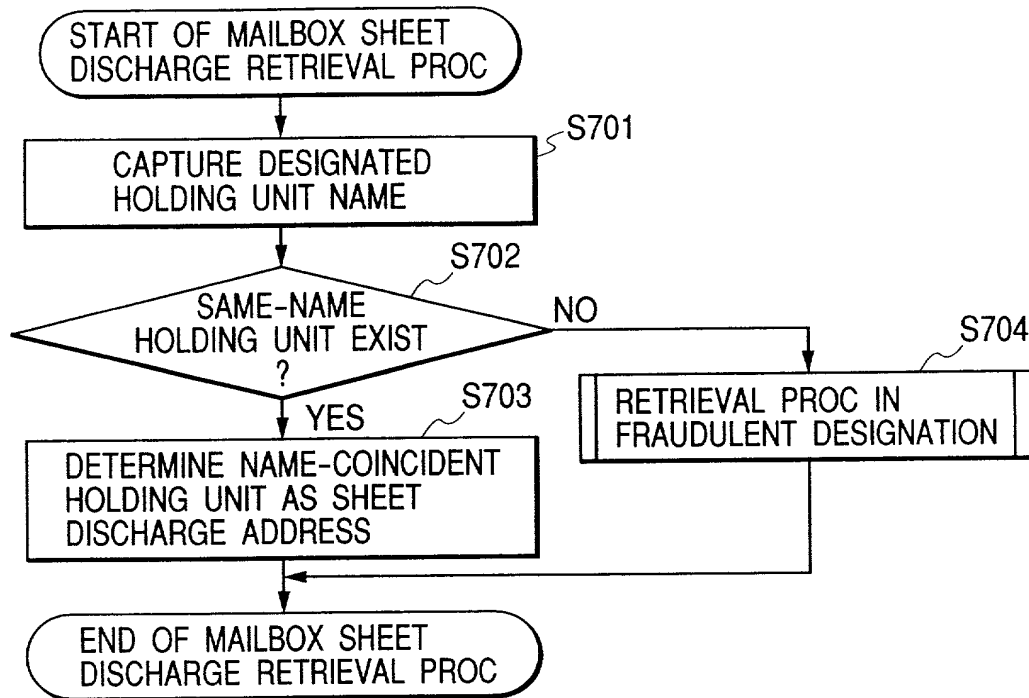 START OF MAILBOX SHEET
DISCHARGE RETRIEVAL PROC
S701
CAPTURE DESIGNATED
HOLDING UNIT NAME
S702
SAME-NAME
HOLDING UNIT EXIST
?
NO
YES
S704
RETRIEVAL PROC IN
FRAUDULENT DESIGNATION
S703
DETERMINE NAME-COINCIDENT
HOLDING UNIT AS SHEET
DISCHARGE ADDRESS
END OF MAILBOX SHEET
DISCHARGE RETRIEVAL PROC